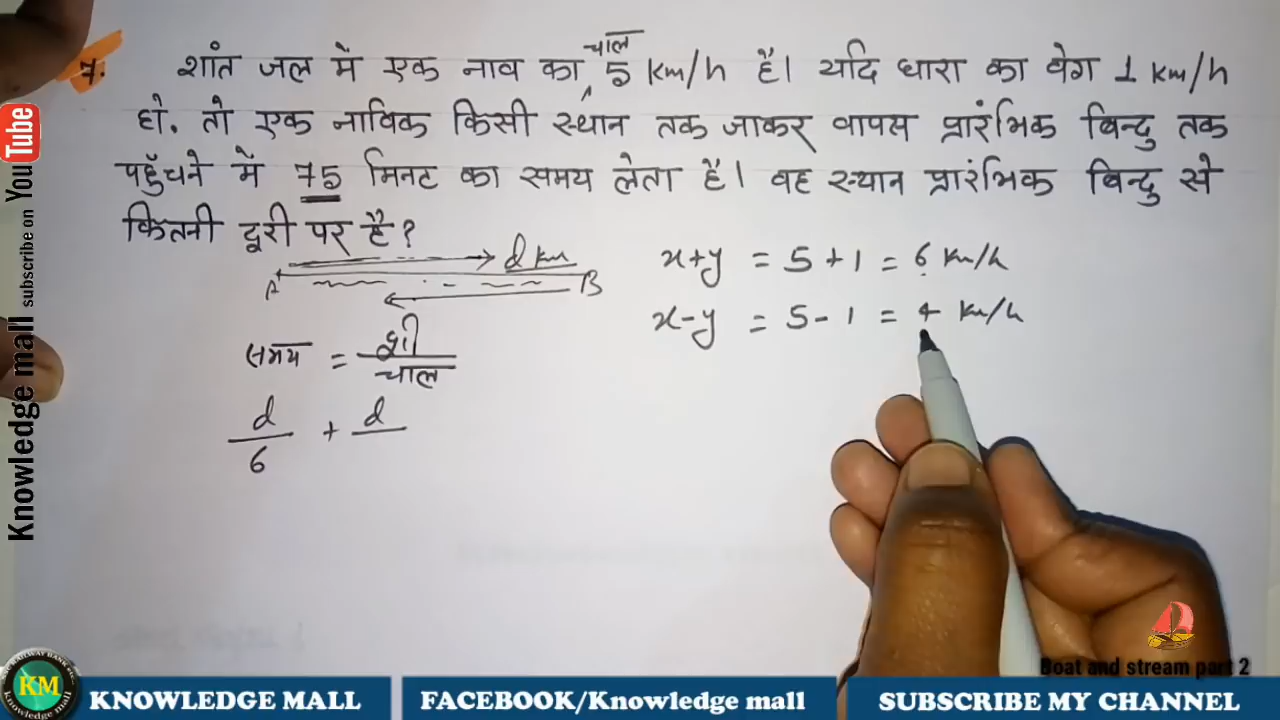 7. शांत जल में एक नाव का चाल 5 km/h है। यदि धारा का वेग 1 km/h
हो. तो एक नाविक किसी स्थान तक जाकर वापस प्रारंभिक बिन्दु तक
पहुँचने में 75 मिनट का समय लेता है। वह स्थान प्रारंभिक बिन्दु से
कितनी दूरी पर है?
d km
A B
x+y = 5+1 = 6 km/h
x-y = 5-1 = 4 km/h
समय = दूरी / चाल
d/6 + d
Knowledge mall subscribe on YouTube
Boat and stream part 2
KM
KNOWLEDGE MALL
FACEBOOK/Knowledge mall
SUBSCRIBE MY CHANNEL